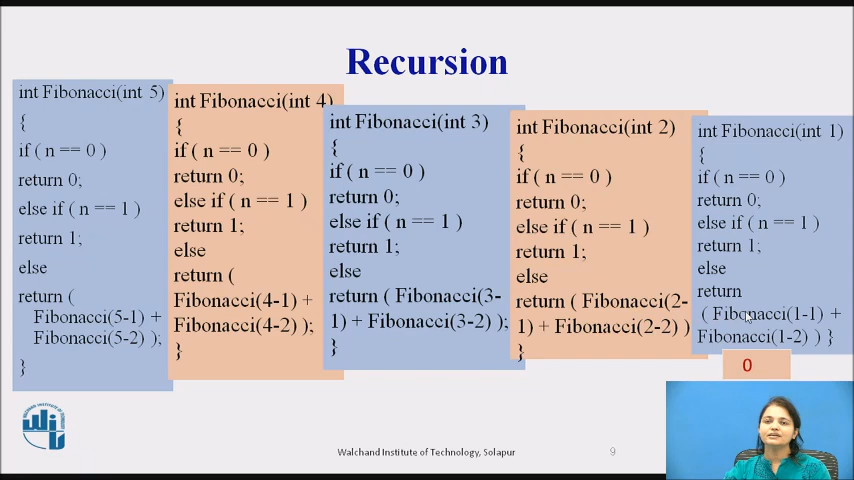 Recursion
int Fibonacci(int 5)
{
if ( n == 0 )
return 0;
else if ( n == 1 )
return 1;
else
return (
Fibonacci(5-1) +
Fibonacci(5-2) );
}
int Fibonacci(int 4)
{
if ( n == 0 )
return 0;
else if ( n == 1 )
return 1;
else
return (
Fibonacci(4-1) +
Fibonacci(4-2) );
}
int Fibonacci(int 3)
{
if ( n == 0 )
return 0;
else if ( n == 1 )
return 1;
else
return ( Fibonacci(3-
1) + Fibonacci(3-2) );
}
int Fibonacci(int 2)
{
if ( n == 0 )
return 0;
else if ( n == 1 )
return 1;
else
return ( Fibonacci(2-
1) + Fibonacci(2-2) )
}
int Fibonacci(int 1)
{
if ( n == 0 )
return 0;
else if ( n == 1 )
return 1;
else
return
( Fibonacci(1-1) +
Fibonacci(1-2) ) }
0
Walchand Institute of Technology, Solapur
9